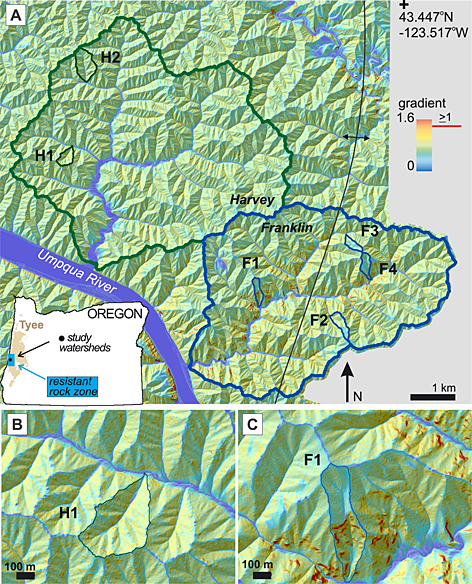 A
+
43.447°N
-123.517°W
H2
gradient
1.6
≥1
0
H1
Harvey
Franklin
F3
F1
F4
Umpqua River
F2
OREGON
Tyee
study
watersheds
resistant
rock zone
N
1 km
B
C
F1
H1
100 m
100 m